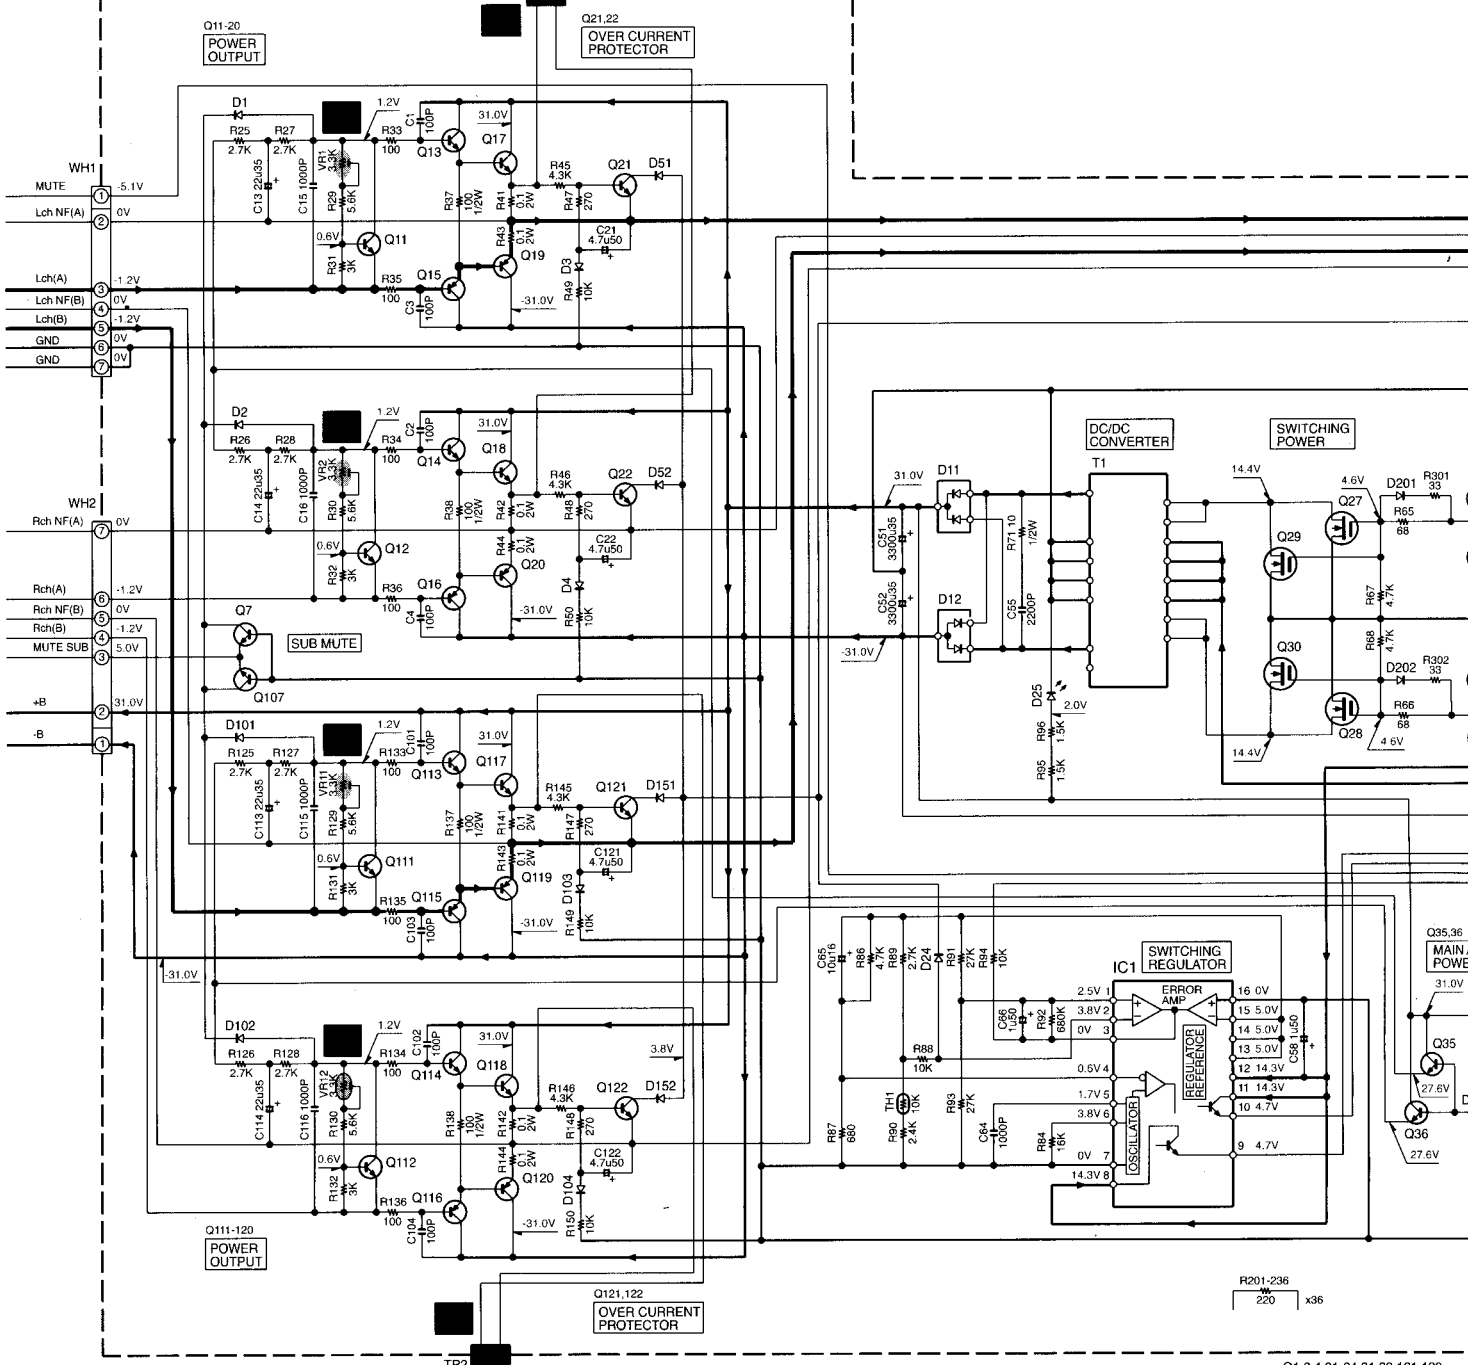 Q11-20
POWER
OUTPUT
Q21,22
OVER CURRENT
PROTECTOR
D1
1.2V
C1
100P
31.0V
R25
2.7K
R27
2.7K
VR1
3.3K
R33
100
Q13
Q17
R45
4.3K
Q21
D51
WH1
MUTE
1
-5.1V
C13 22u35
+
C15 1000P
R29
5.6K
R37
100
1/2W
R41
0.1
2W
R47
270
Lch NF(A)
2
0V
0.6V
Q11
R31
3K
R43
0.1
2W
C21
4.7u50
+
Q19
D3
Lch(A)
3
-1.2V
R35
100
Q15
C3
100P
R49
10K
-31.0V
Lch NF(B)
4
0V
Lch(B)
5
-1.2V
GND
6
0V
GND
7
0V
D2
1.2V
C2
100P
31.0V
R26
2.7K
R28
2.7K
VR2
3.3K
R34
100
Q14
Q18
R46
4.3K
Q22
D52
C14 22u35
+
C16 1000P
R30
5.6K
R38
100
1/2W
R42
0.1
2W
R48
270
WH2
Rch NF(A)
7
0V
0.6V
Q12
R32
3K
R44
0.1
2W
C22
4.7u50
+
Q20
D4
Rch(A)
6
-1.2V
R36
100
Q16
C4
100P
R50
10K
-31.0V
Rch NF(B)
5
0V
Rch(B)
4
-1.2V
MUTE SUB
3
5.0V
Q7
SUB MUTE
Q107
+B
2
31.0V
-B
1
D101
1.2V
C101
100P
31.0V
R125
2.7K
R127
2.7K
VR11
3.3K
R133
100
Q113
Q117
R145
4.3K
Q121
D151
C113 22u35
+
C115 1000P
R129
5.6K
R137
100
1/2W
R141
0.1
2W
R147
270
0.6V
Q111
R131
3K
R143
0.1
2W
C121
4.7u50
+
Q119
D103
R135
100
Q115
C103
100P
R149
10K
-31.0V
-31.0V
D102
1.2V
C102
100P
31.0V
3.8V
R126
2.7K
R128
2.7K
VR12
3.3K
R134
100
Q114
Q118
R146
4.3K
Q122
D152
C114 22u35
+
C116 1000P
R130
5.6K
R138
100
1/2W
R142
0.1
2W
R148
270
0.6V
Q112
R132
3K
R144
0.1
2W
C122
4.7u50
+
Q120
D104
R136
100
Q116
C104
100P
R150
10K
-31.0V
Q111-120
POWER
OUTPUT
Q121,122
OVER CURRENT
PROTECTOR
DC/DC
CONVERTER
T1
SWITCHING
POWER
31.0V
D11
C51
3300u35
+
R71 10
1/2W
14.4V
4.6V
Q27
D201
R301
33
R65
68
Q29
C52
3300u35
+
D12
C55
2200P
-31.0V
R67
4.7K
R68
4.7K
Q30
D202
R302
33
R66
68
Q28
14.4V
4.6V
D25
2.0V
R96
1.5K
R95
1.5K
C65
10u16
+
R86
4.7K
R89
2.7K
D24
R91
27K
R94
10K
SWITCHING
REGULATOR
IC1
ERROR
AMP
2.5V 1
3.8V 2
0V 3
0.6V 4
1.7V 5
3.8V 6
0V 7
14.3V 8
16 0V
15 5.0V
14 5.0V
13 5.0V
12 14.3V
11 14.3V
10 4.7V
9 4.7V
REGULATOR
REFERENCE
OSCILLATOR
C66
1u50
+
R92
680K
C58 1u50
+
R88
10K
TH1
10K
R87
680
R90
2.4K
R93
27K
C64
1000P
R84
16K
Q35,36
31.0V
Q35
27.6V
Q36
27.6V
R201-236
220
x36